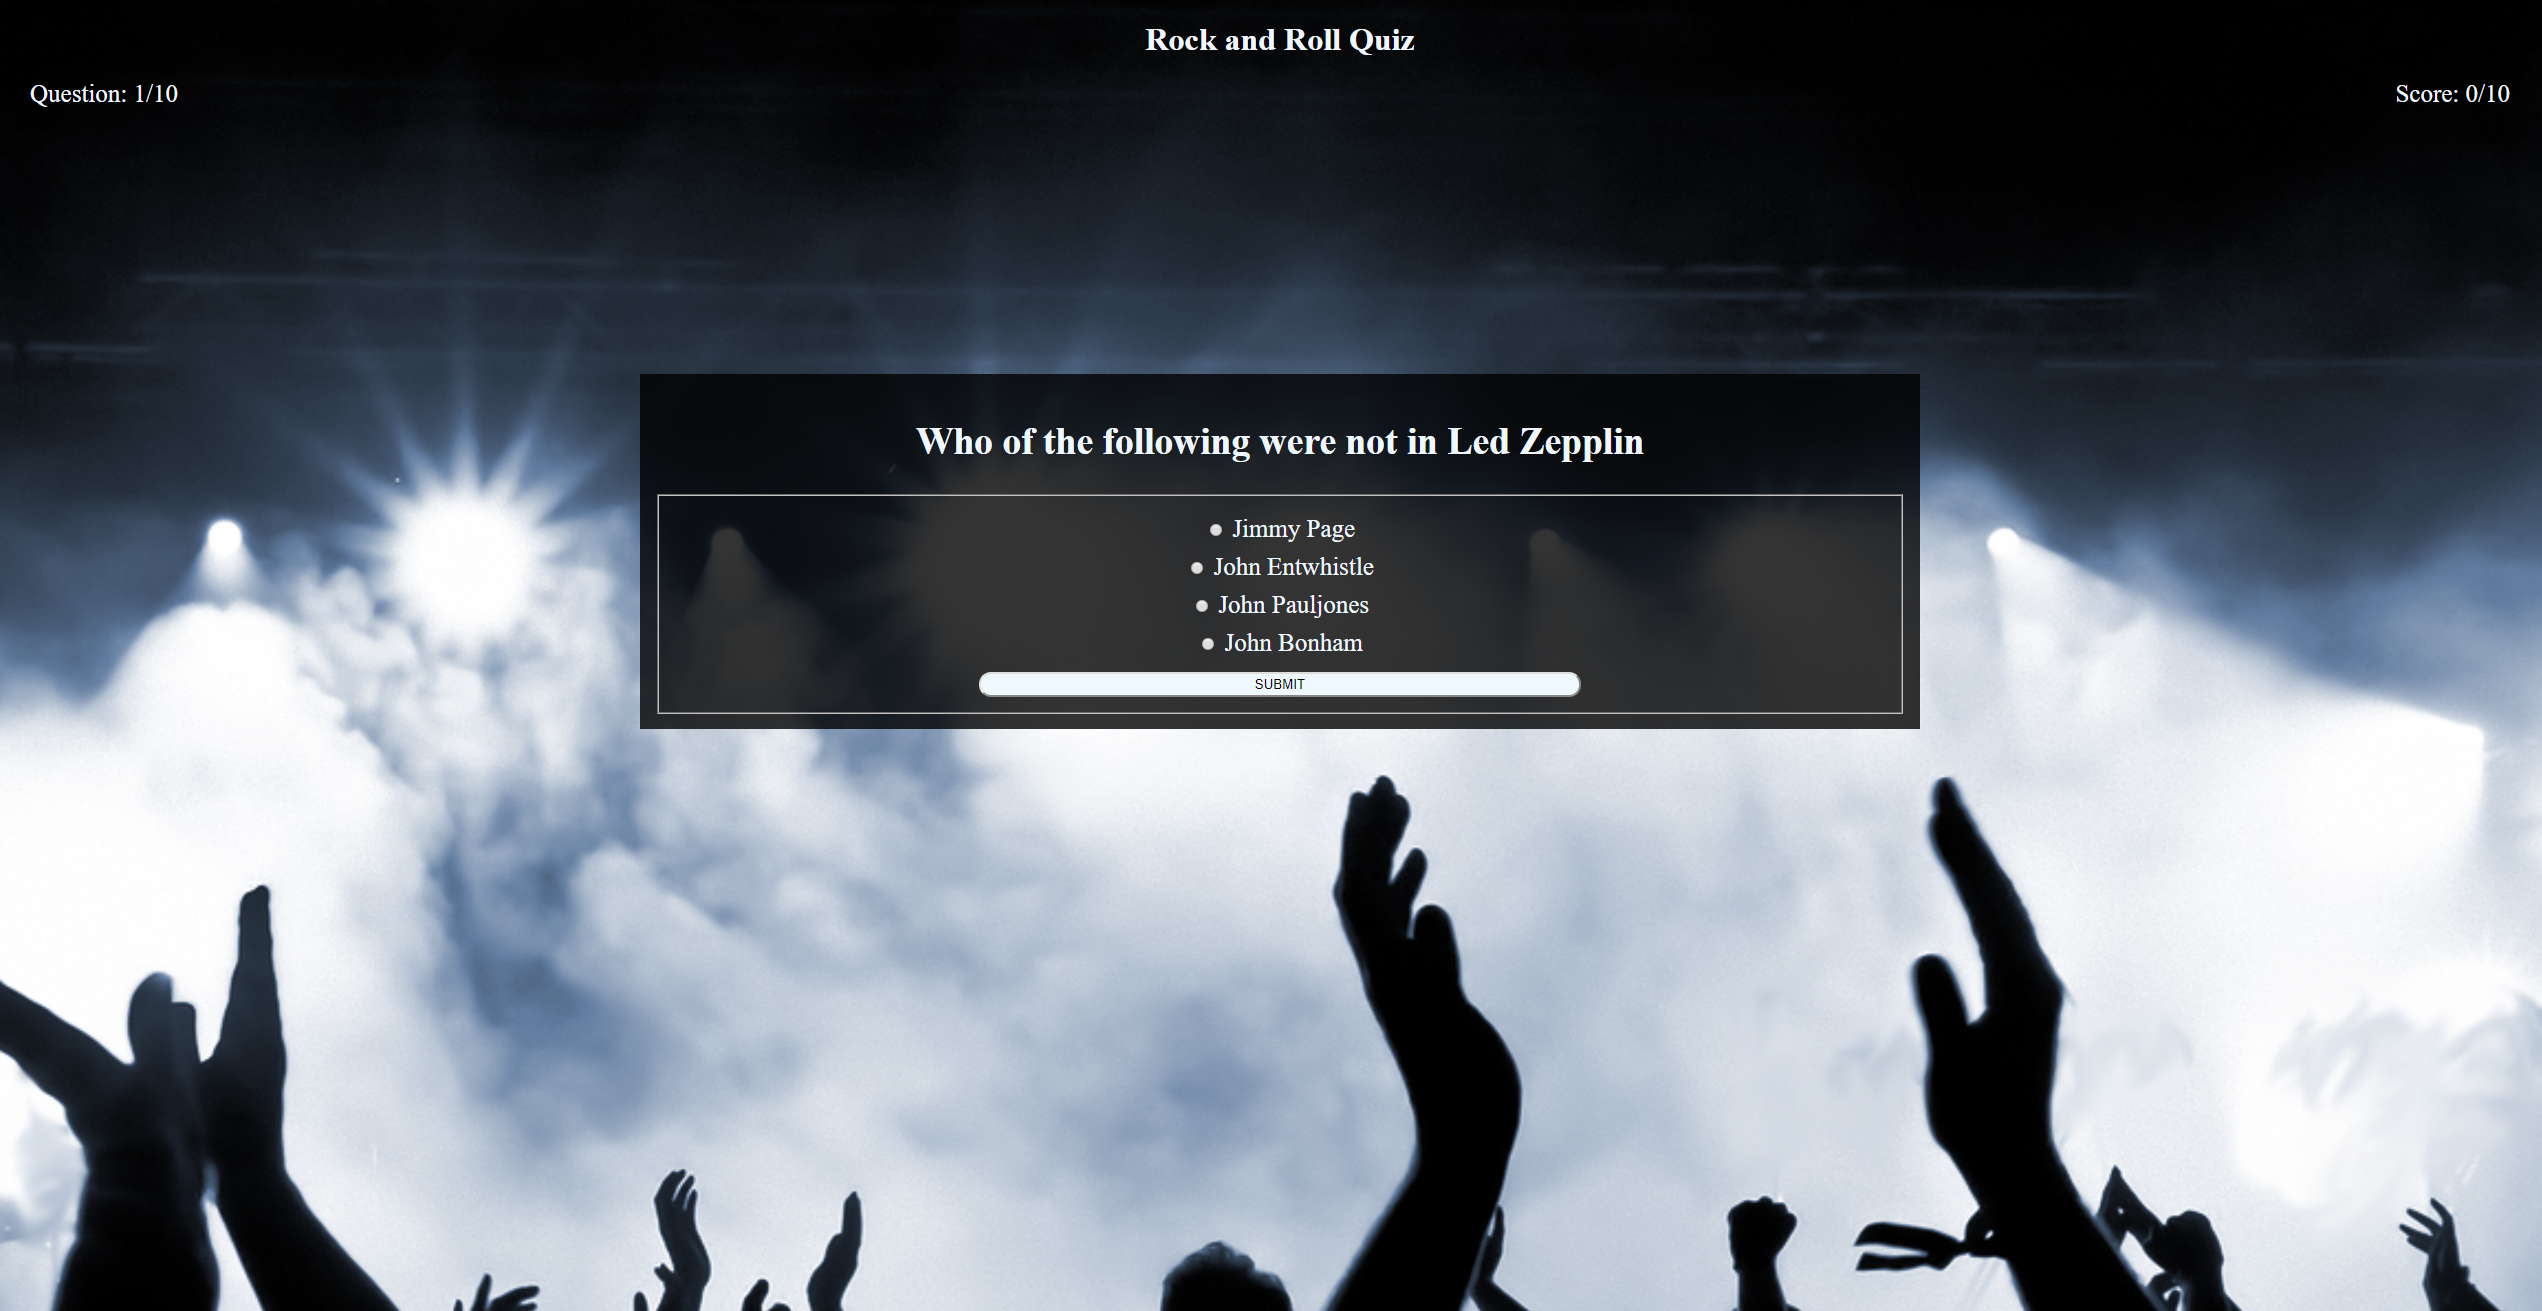 Rock and Roll Quiz
Question: 1/10
Score: 0/10
Who of the following were not in Led Zepplin
Jimmy Page
John Entwhistle
John Pauljones
John Bonham
SUBMIT